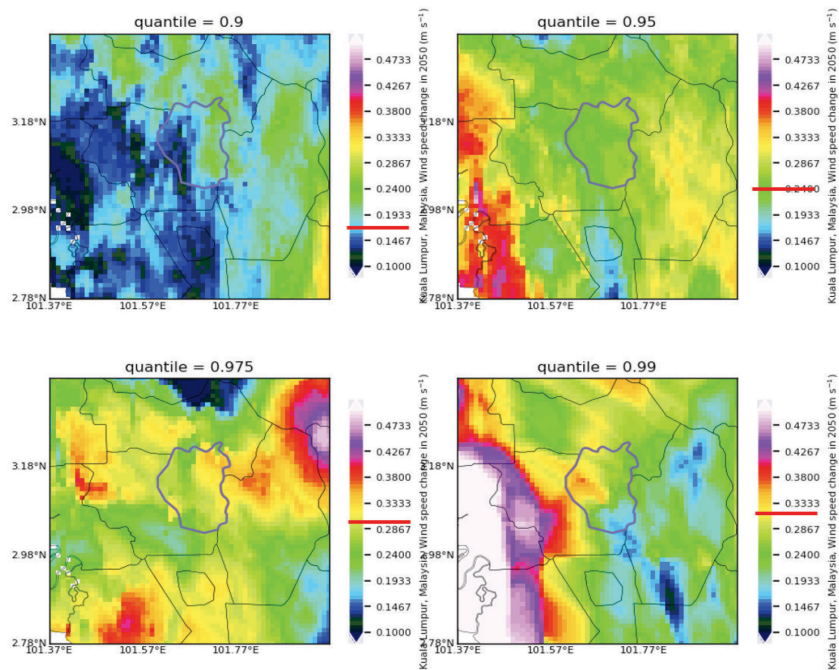 quantile = 0.9
3.18°N
2.98°N
2.78°N
101.37°E
101.57°E
101.77°E
0.4733
0.4267
0.3800
0.3333
0.2867
0.2400
0.1933
0.1467
0.1000
Kuala Lumpur, Malaysia, Wind speed change in 2050 (m s⁻¹)
quantile = 0.95
3.18°N
2.98°N
2.78°N
101.37°E
101.57°E
101.77°E
0.4733
0.4267
0.3800
0.3333
0.2867
0.2400
0.1933
0.1467
0.1000
Kuala Lumpur, Malaysia, Wind speed change in 2050 (m s⁻¹)
quantile = 0.975
3.18°N
2.98°N
2.78°N
101.37°E
101.57°E
101.77°E
0.4733
0.4267
0.3800
0.3333
0.2867
0.2400
0.1933
0.1467
0.1000
Kuala Lumpur, Malaysia, Wind speed change in 2050 (m s⁻¹)
quantile = 0.99
3.18°N
2.98°N
2.78°N
101.37°E
101.57°E
101.77°E
0.4733
0.4267
0.3800
0.3333
0.2867
0.2400
0.1933
0.1467
0.1000
Kuala Lumpur, Malaysia, Wind speed change in 2050 (m s⁻¹)